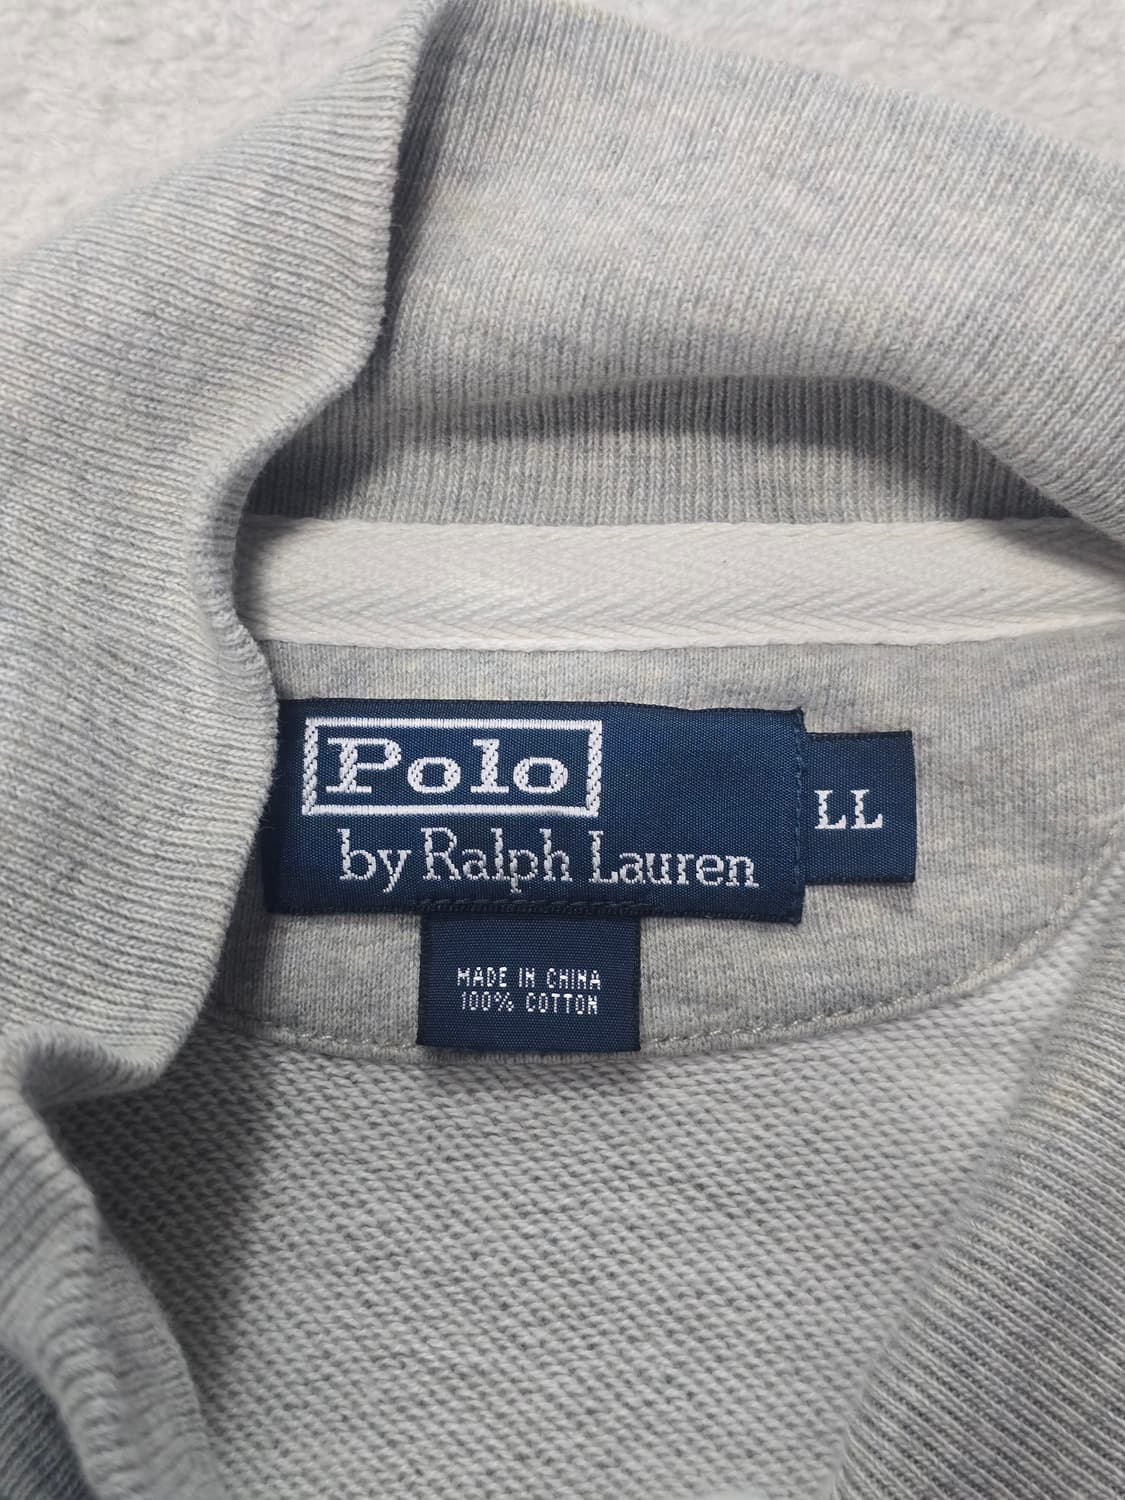 Polo
by Ralph Lauren
LL
MADE IN CHINA
100% COTTON